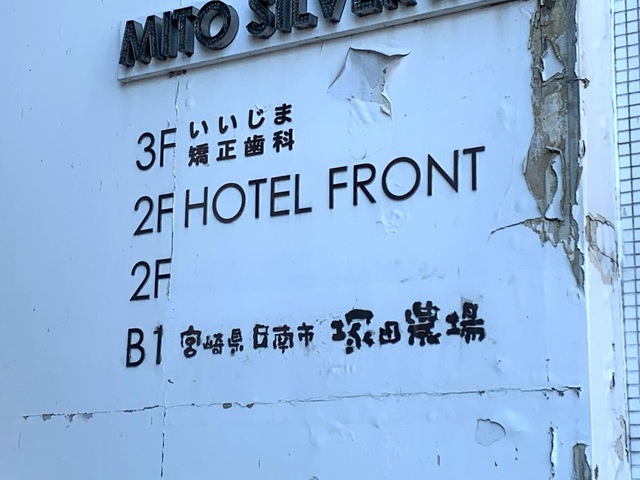 MITO SILVER
3F いいじま
矯正歯科
2F HOTEL FRONT
2F
B1 宮崎県日南市 塚田農場